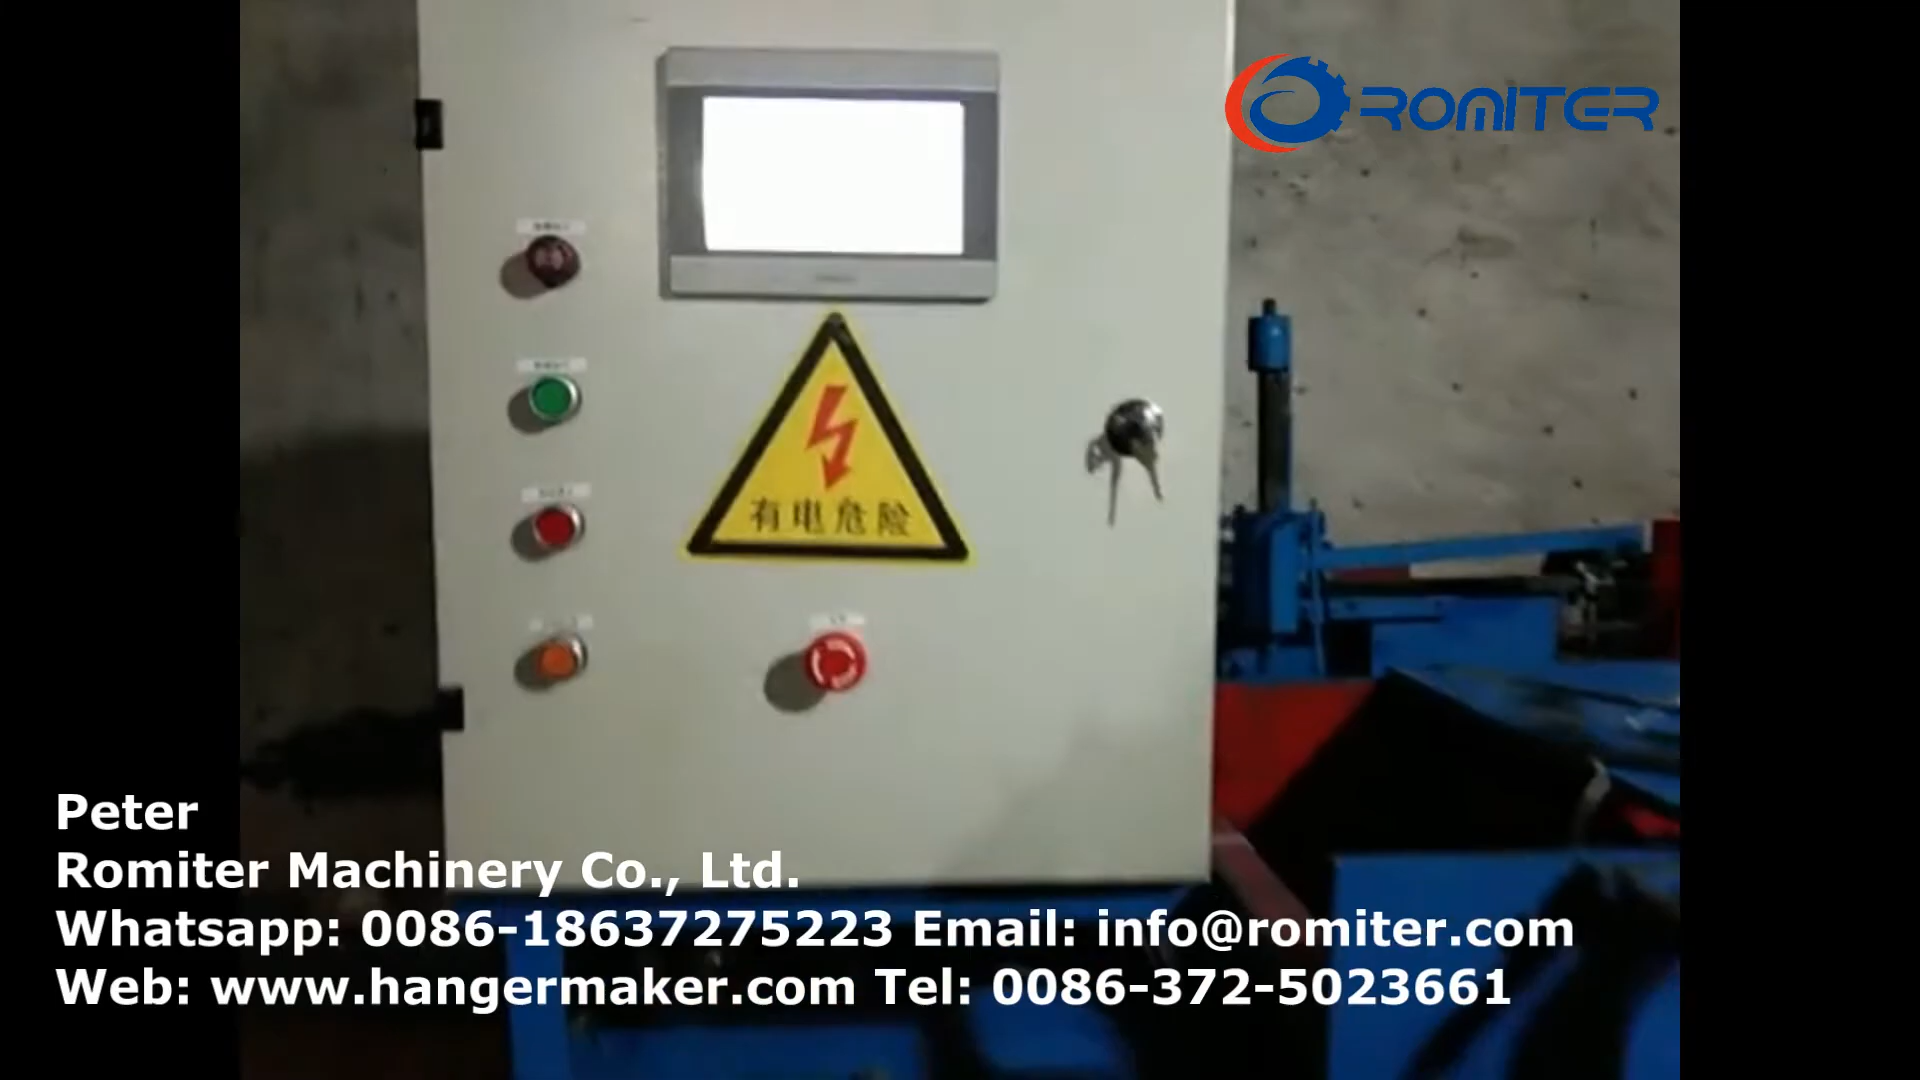 ROMITER
有电危险
Peter
Romiter Machinery Co., Ltd.
Whatsapp: 0086-18637275223 Email: info@romiter.com
Web: www.hangermaker.com Tel: 0086-372-5023661